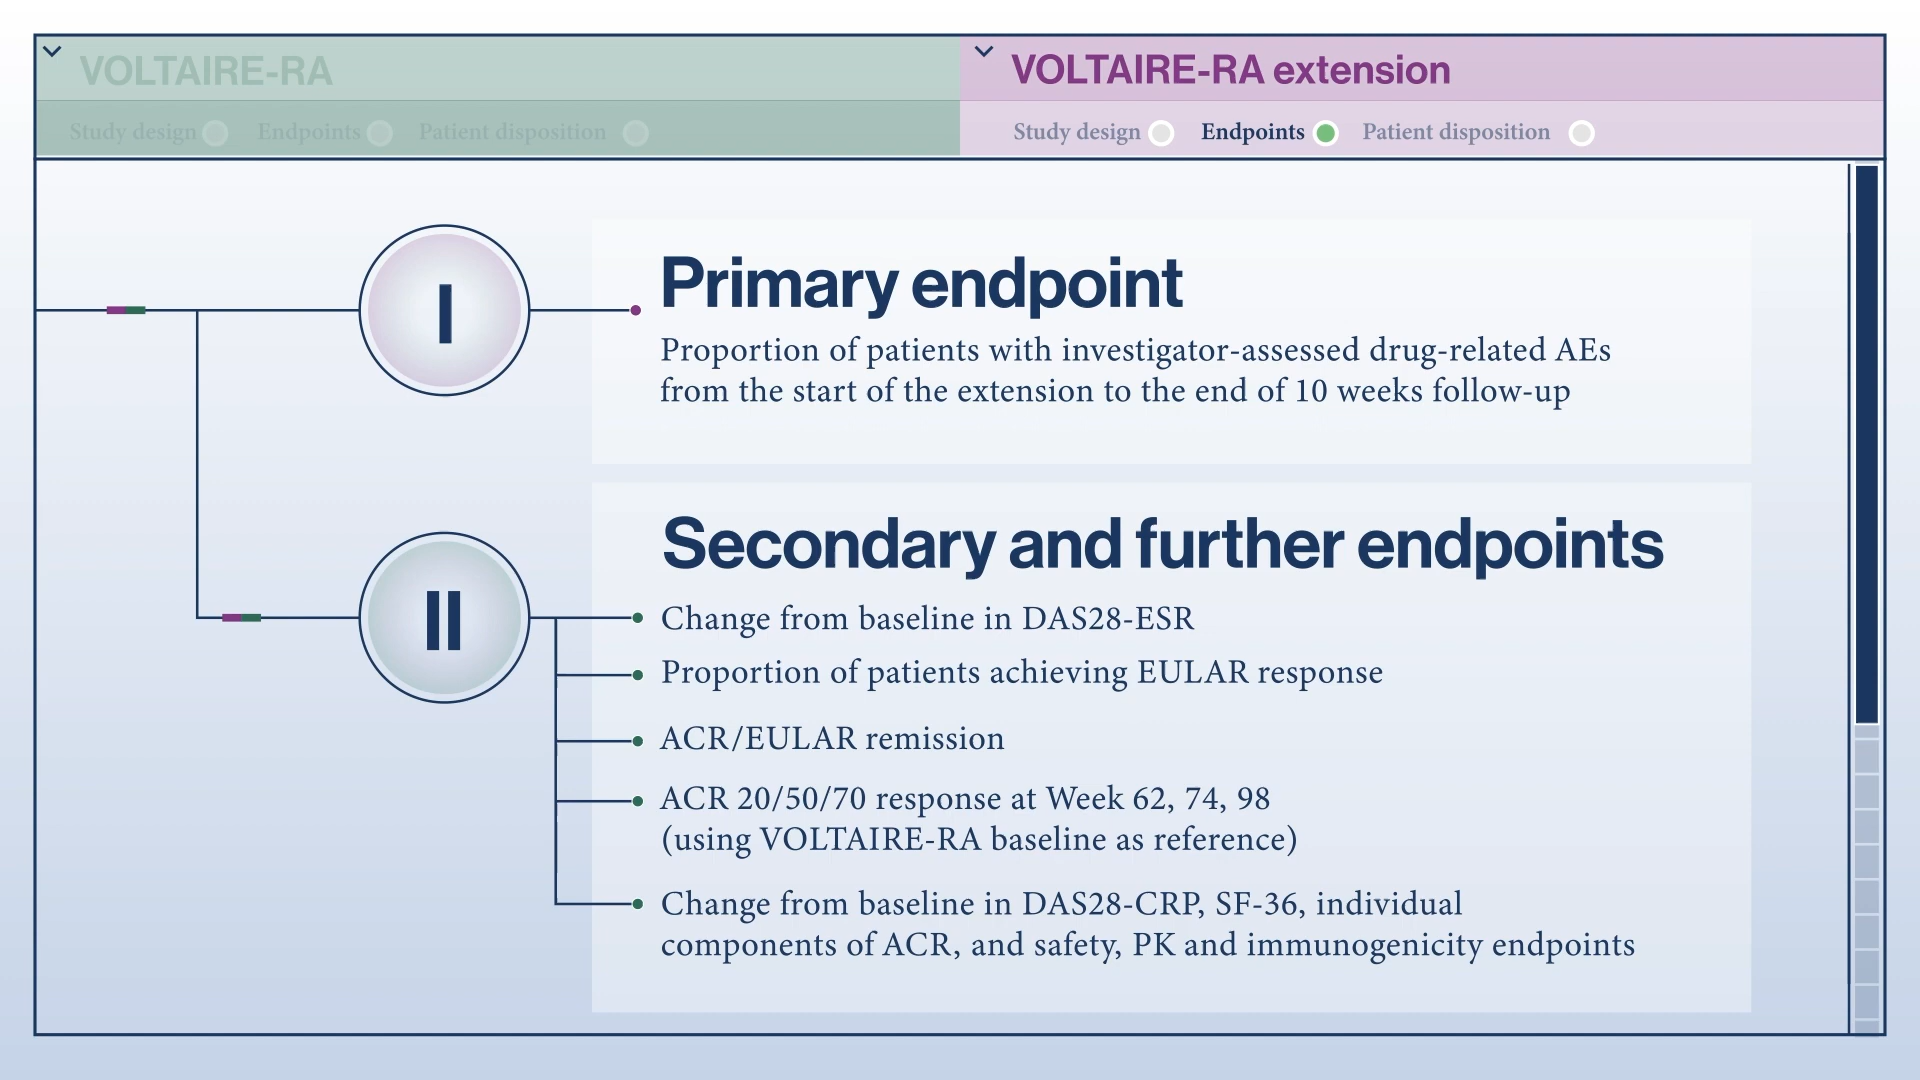 VOLTAIRE-RA
VOLTAIRE-RA extension
Study design
Endpoints
Patient disposition
Study design
Endpoints
Patient disposition
I
Primary endpoint
Proportion of patients with investigator-assessed drug-related AEs
from the start of the extension to the end of 10 weeks follow-up
II
Secondary and further endpoints
Change from baseline in DAS28-ESR
Proportion of patients achieving EULAR response
ACR/EULAR remission
ACR 20/50/70 response at Week 62, 74, 98
(using VOLTAIRE-RA baseline as reference)
Change from baseline in DAS28-CRP, SF-36, individual
components of ACR, and safety, PK and immunogenicity endpoints